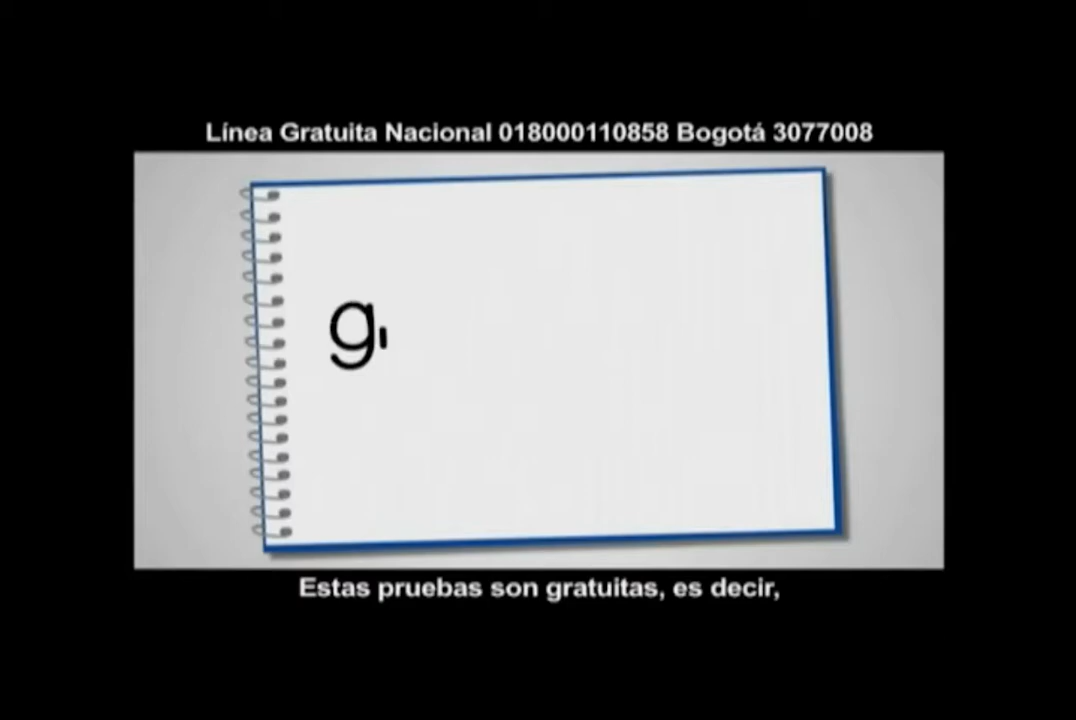 Línea Gratuita Nacional 018000110858 Bogotá 3077008
g
Estas pruebas son gratuitas, es decir,